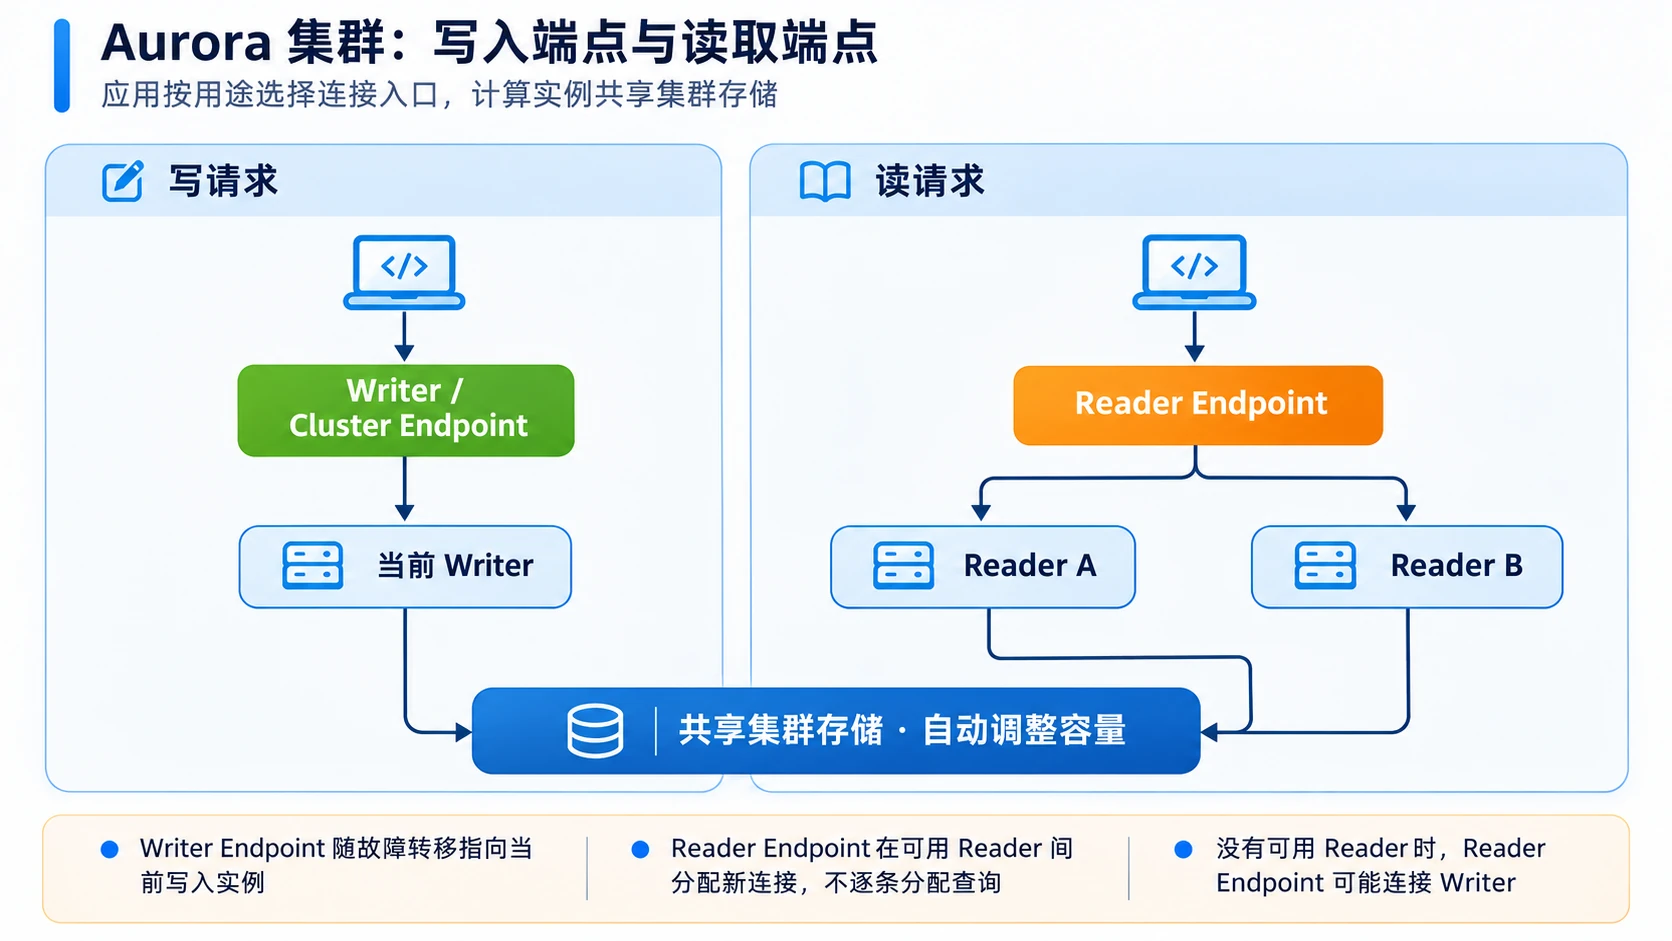 Aurora 集群：写入端点与读取端点
应用按用途选择连接入口，计算实例共享集群存储
写请求
</>
Writer /
Cluster Endpoint
当前 Writer
读请求
</>
Reader Endpoint
Reader A
Reader B
共享集群存储 · 自动调整容量
Writer Endpoint 随故障转移指向当
前写入实例
Reader Endpoint 在可用 Reader 间
分配新连接，不逐条分配查询
没有可用 Reader 时，Reader
Endpoint 可能连接 Writer